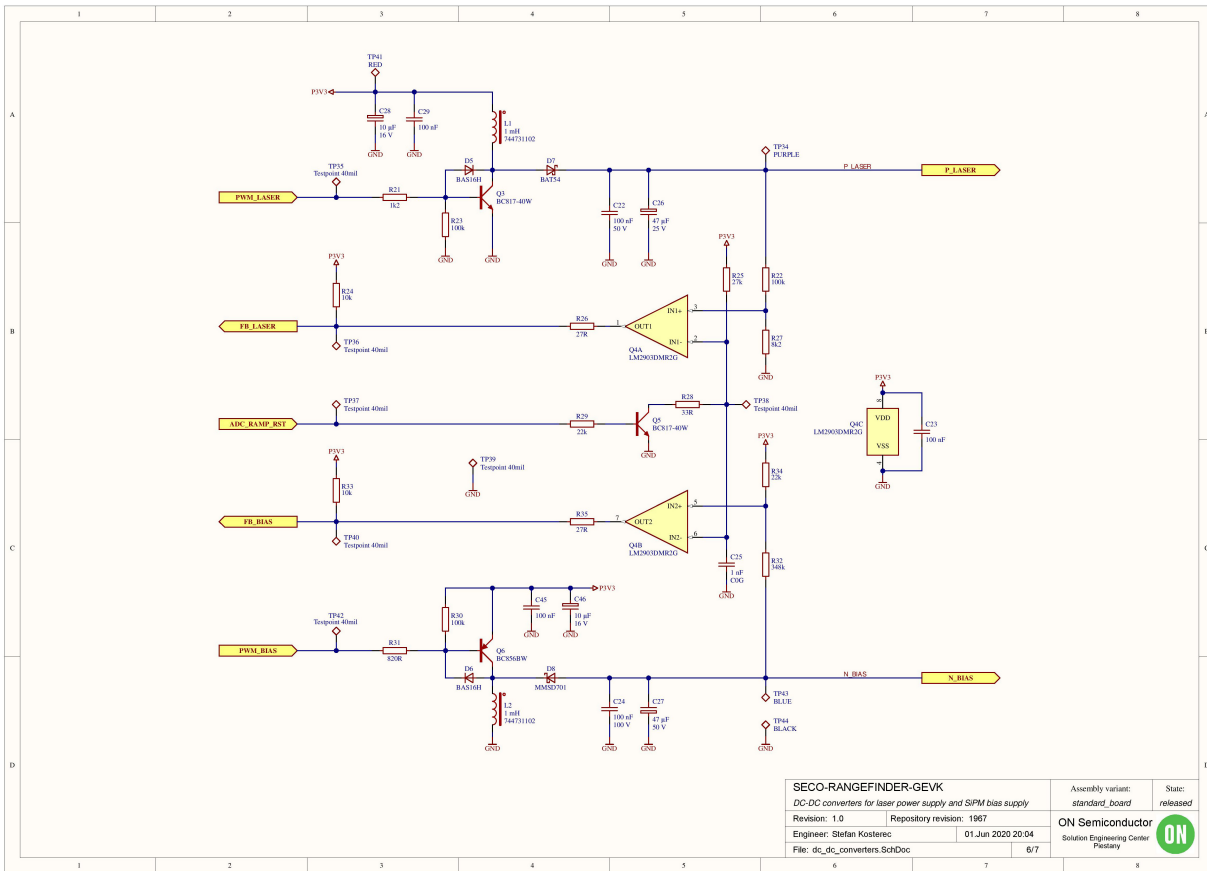 1 2 3 4 5 6 7 8
A
A
TP41
RED
P3V3
C28
10 µF
16 V
GND
C29
100 nF
GND
L1
1 mH
744731102
TP35
Testpoint 40mil
PWM_LASER
R21
1k2
D5
BAS16H
D7
BAT54
Q3
BC817-40W
R23
100k
GND
GND
TP34
PURPLE
P_LASER
P_LASER
C22
100 nF
50 V
GND
C26
47 µF
25 V
GND
B
B
P3V3
R24
10k
FB_LASER
TP36
Testpoint 40mil
R26
27R
1
OUT1
IN1+
3
IN1-
2
Q4A
LM2903DMR2G
P3V3
R25
27k
R22
100k
R27
8k2
GND
TP37
Testpoint 40mil
ADC_RAMP_RST
R29
22k
Q5
BC817-40W
GND
R28
33R
TP38
Testpoint 40mil
P3V3
8
VDD
VSS
4
GND
Q4C
LM2903DMR2G
C23
100 nF
C
C
P3V3
R33
10k
FB_BIAS
TP40
Testpoint 40mil
TP39
Testpoint 40mil
GND
R35
27R
7
OUT2
IN2+
5
IN2-
6
Q4B
LM2903DMR2G
P3V3
R34
22k
R32
348k
C25
1 nF
C0G
GND
TP42
Testpoint 40mil
PWM_BIAS
R31
820R
R30
100k
P3V3
C45
100 nF
GND
C46
10 µF
16 V
GND
Q6
BC856BW
D6
BAS16H
D8
MMSD701
L2
1 mH
744731102
GND
C24
100 nF
100 V
GND
C27
47 µF
50 V
GND
N_BIAS
N_BIAS
TP43
BLUE
TP44
BLACK
GND
D
D
SECO-RANGEFINDER-GEVK
DC-DC converters for laser power supply and SiPM bias supply
Revision: 1.0 Repository revision: 1967
Engineer: Stefan Kosterec 01.Jun 2020 20:04
File: dc_dc_converters.SchDoc 6/7
Assembly variant:
standard_board
State:
released
ON Semiconductor
Solution Engineering Center
Piestany
ON
1 2 3 4 5 6 7 8